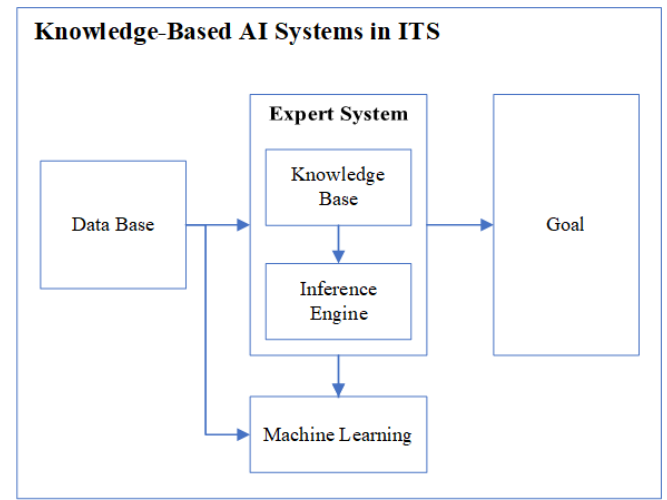 Knowledge-Based AI Systems in ITS
Expert System
Knowledge
Base
Data Base
Goal
Inference
Engine
Machine Learning